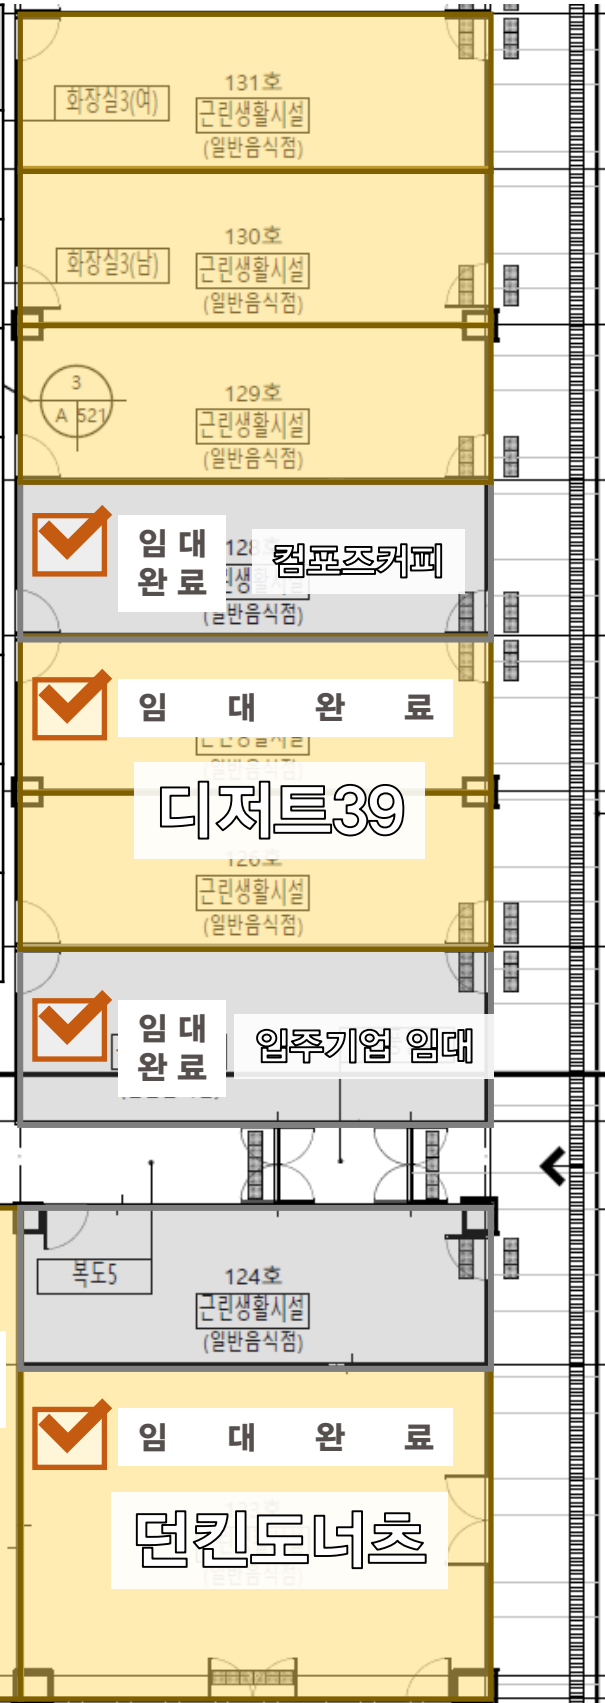 131호
화장실3(여)
근린생활시설
(일반음식점)
130호
화장실3(남)
근린생활시설
(일반음식점)
3
A 521
129호
근린생활시설
(일반음식점)
임대
완료
128
컴포즈커피
(일반음식점)
임 대 완 료
디저트39
126호
근린생활시설
(일반음식점)
임대
완료
입주기업 임대
124호
복도5
근린생활시설
(일반음식점)
임 대 완 료
던킨도너츠